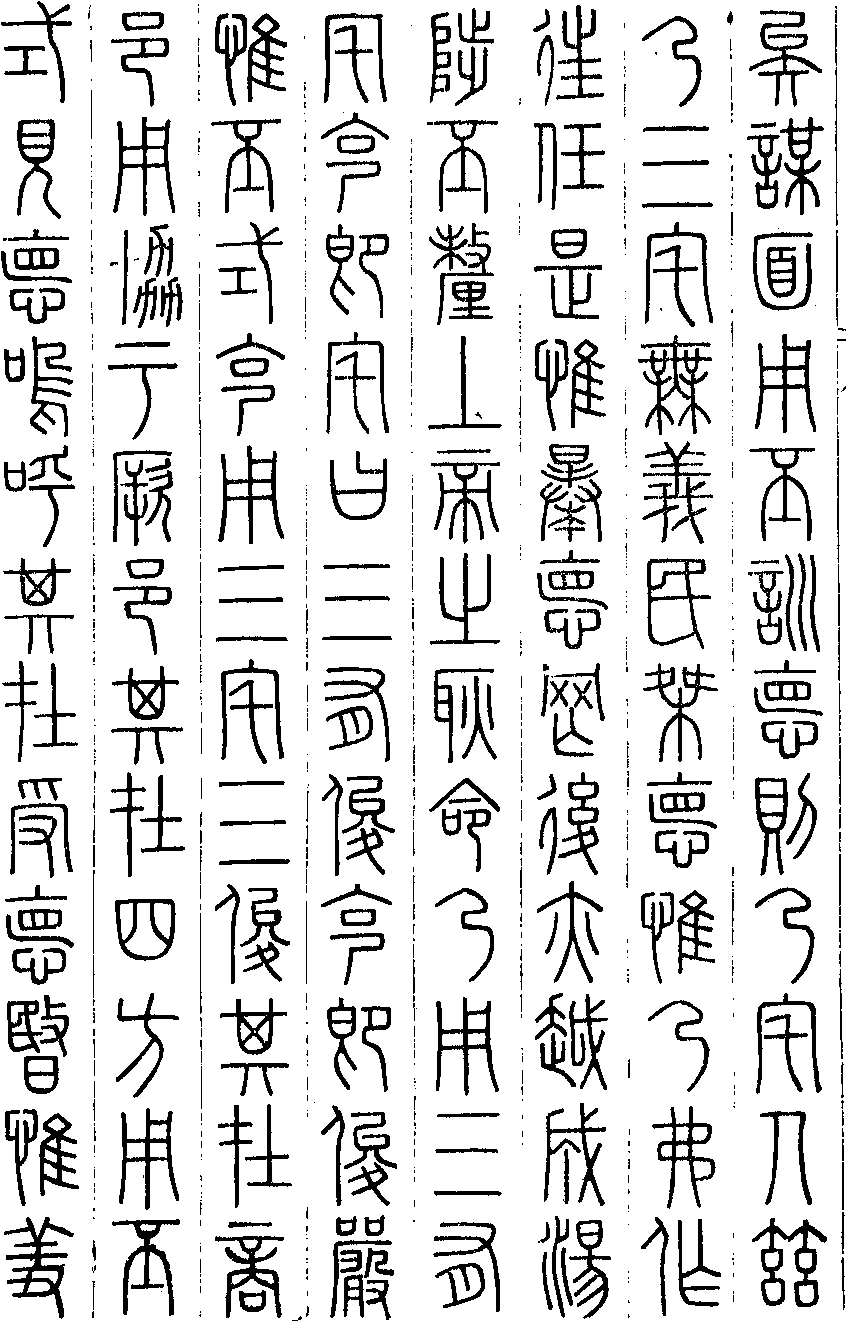 矣謀面用丕訓德則乃宅人茲
乃三宅無義民桀德惟乃弗作
往任是惟暴德罔後亦越成湯
陟丕釐上帝之耿命乃用三有
宅克即宅曰三有俊克即俊嚴
惟丕式克用三宅三俊其在商
邑用協于厥邑其在四方用丕
式見德嗚呼其在受德暋惟羞